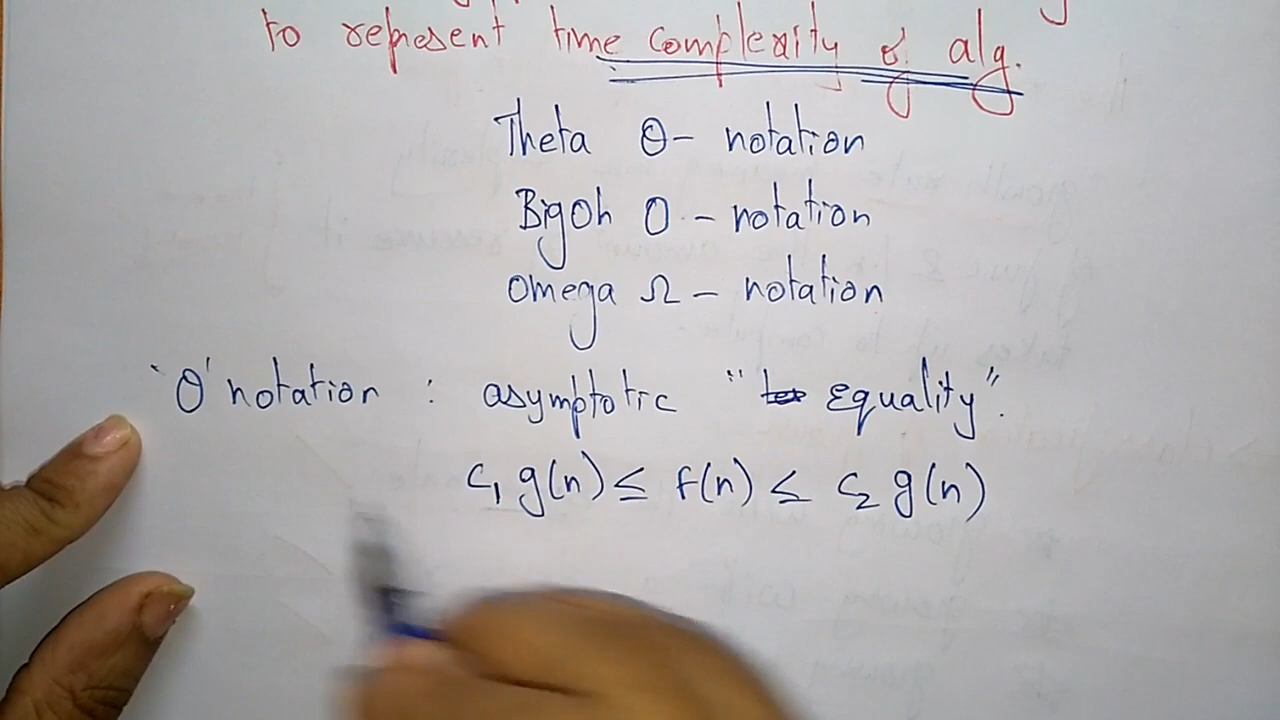 to represent time complexity of alg.
Theta Θ- notation
BigOh O - notation
Omega Ω - notation
'Θ' notation : asymptotic " Equality".
C₁ g(n) ≤ f(n) ≤ C₂ g(n)